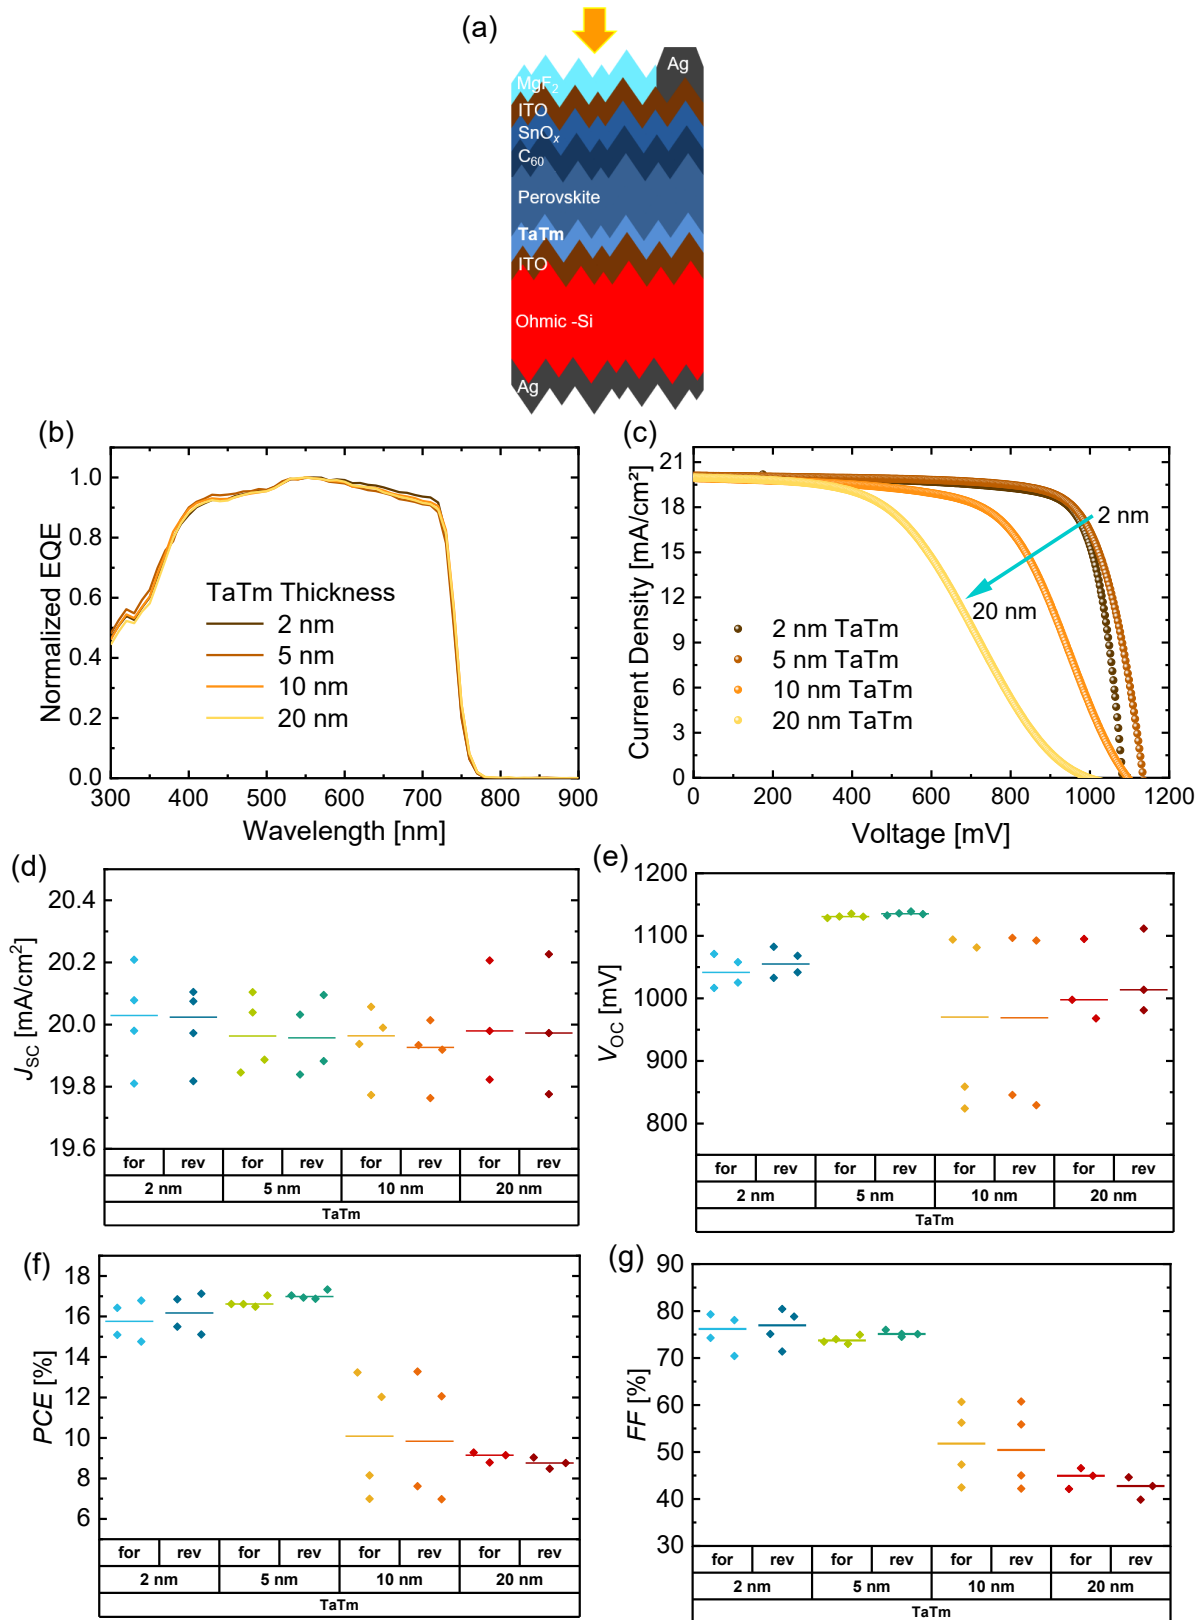 (a)
Ag
MgF₂
ITO
SnOₓ
C₆₀
Perovskite
TaTm
ITO
Ohmic -Si
Ag
(b)
Normalized EQE
1.0
0.8
0.6
0.4
0.2
0.0
TaTm Thickness
2 nm
5 nm
10 nm
20 nm
300 400 500 600 700 800 900
Wavelength [nm]
(c)
Current Density [mA/cm²]
21
18
15
12
9
6
3
0
2 nm
20 nm
2 nm TaTm
5 nm TaTm
10 nm TaTm
20 nm TaTm
0 200 400 600 800 1000 1200
Voltage [mV]
(d)
J_SC [mA/cm²]
20.4
20.2
20.0
19.8
19.6
for rev for rev for rev for rev
2 nm 5 nm 10 nm 20 nm
TaTm
(e)
V_OC [mV]
1200
1100
1000
900
800
for rev for rev for rev for rev
2 nm 5 nm 10 nm 20 nm
TaTm
(f)
PCE [%]
18
16
14
12
10
8
6
for rev for rev for rev for rev
2 nm 5 nm 10 nm 20 nm
TaTm
(g)
FF [%]
90
80
70
60
50
40
30
for rev for rev for rev for rev
2 nm 5 nm 10 nm 20 nm
TaTm